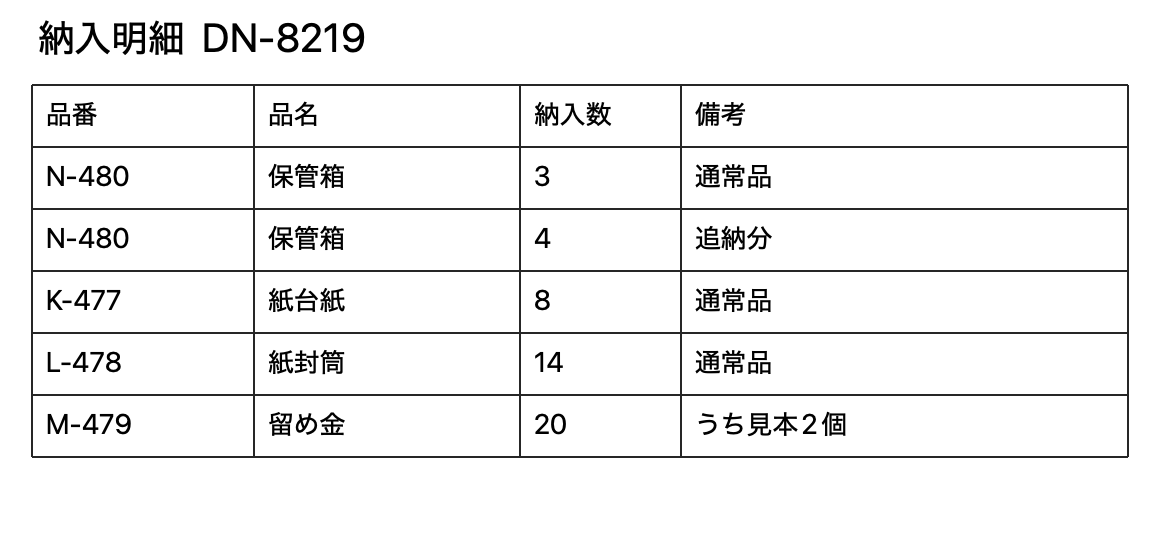 納入明細 DN-8219
品番 品名 納入数 備考
N-480 保管箱 3 通常品
N-480 保管箱 4 追納分
K-477 紙台紙 8 通常品
L-478 紙封筒 14 通常品
M-479 留め金 20 うち見本2個